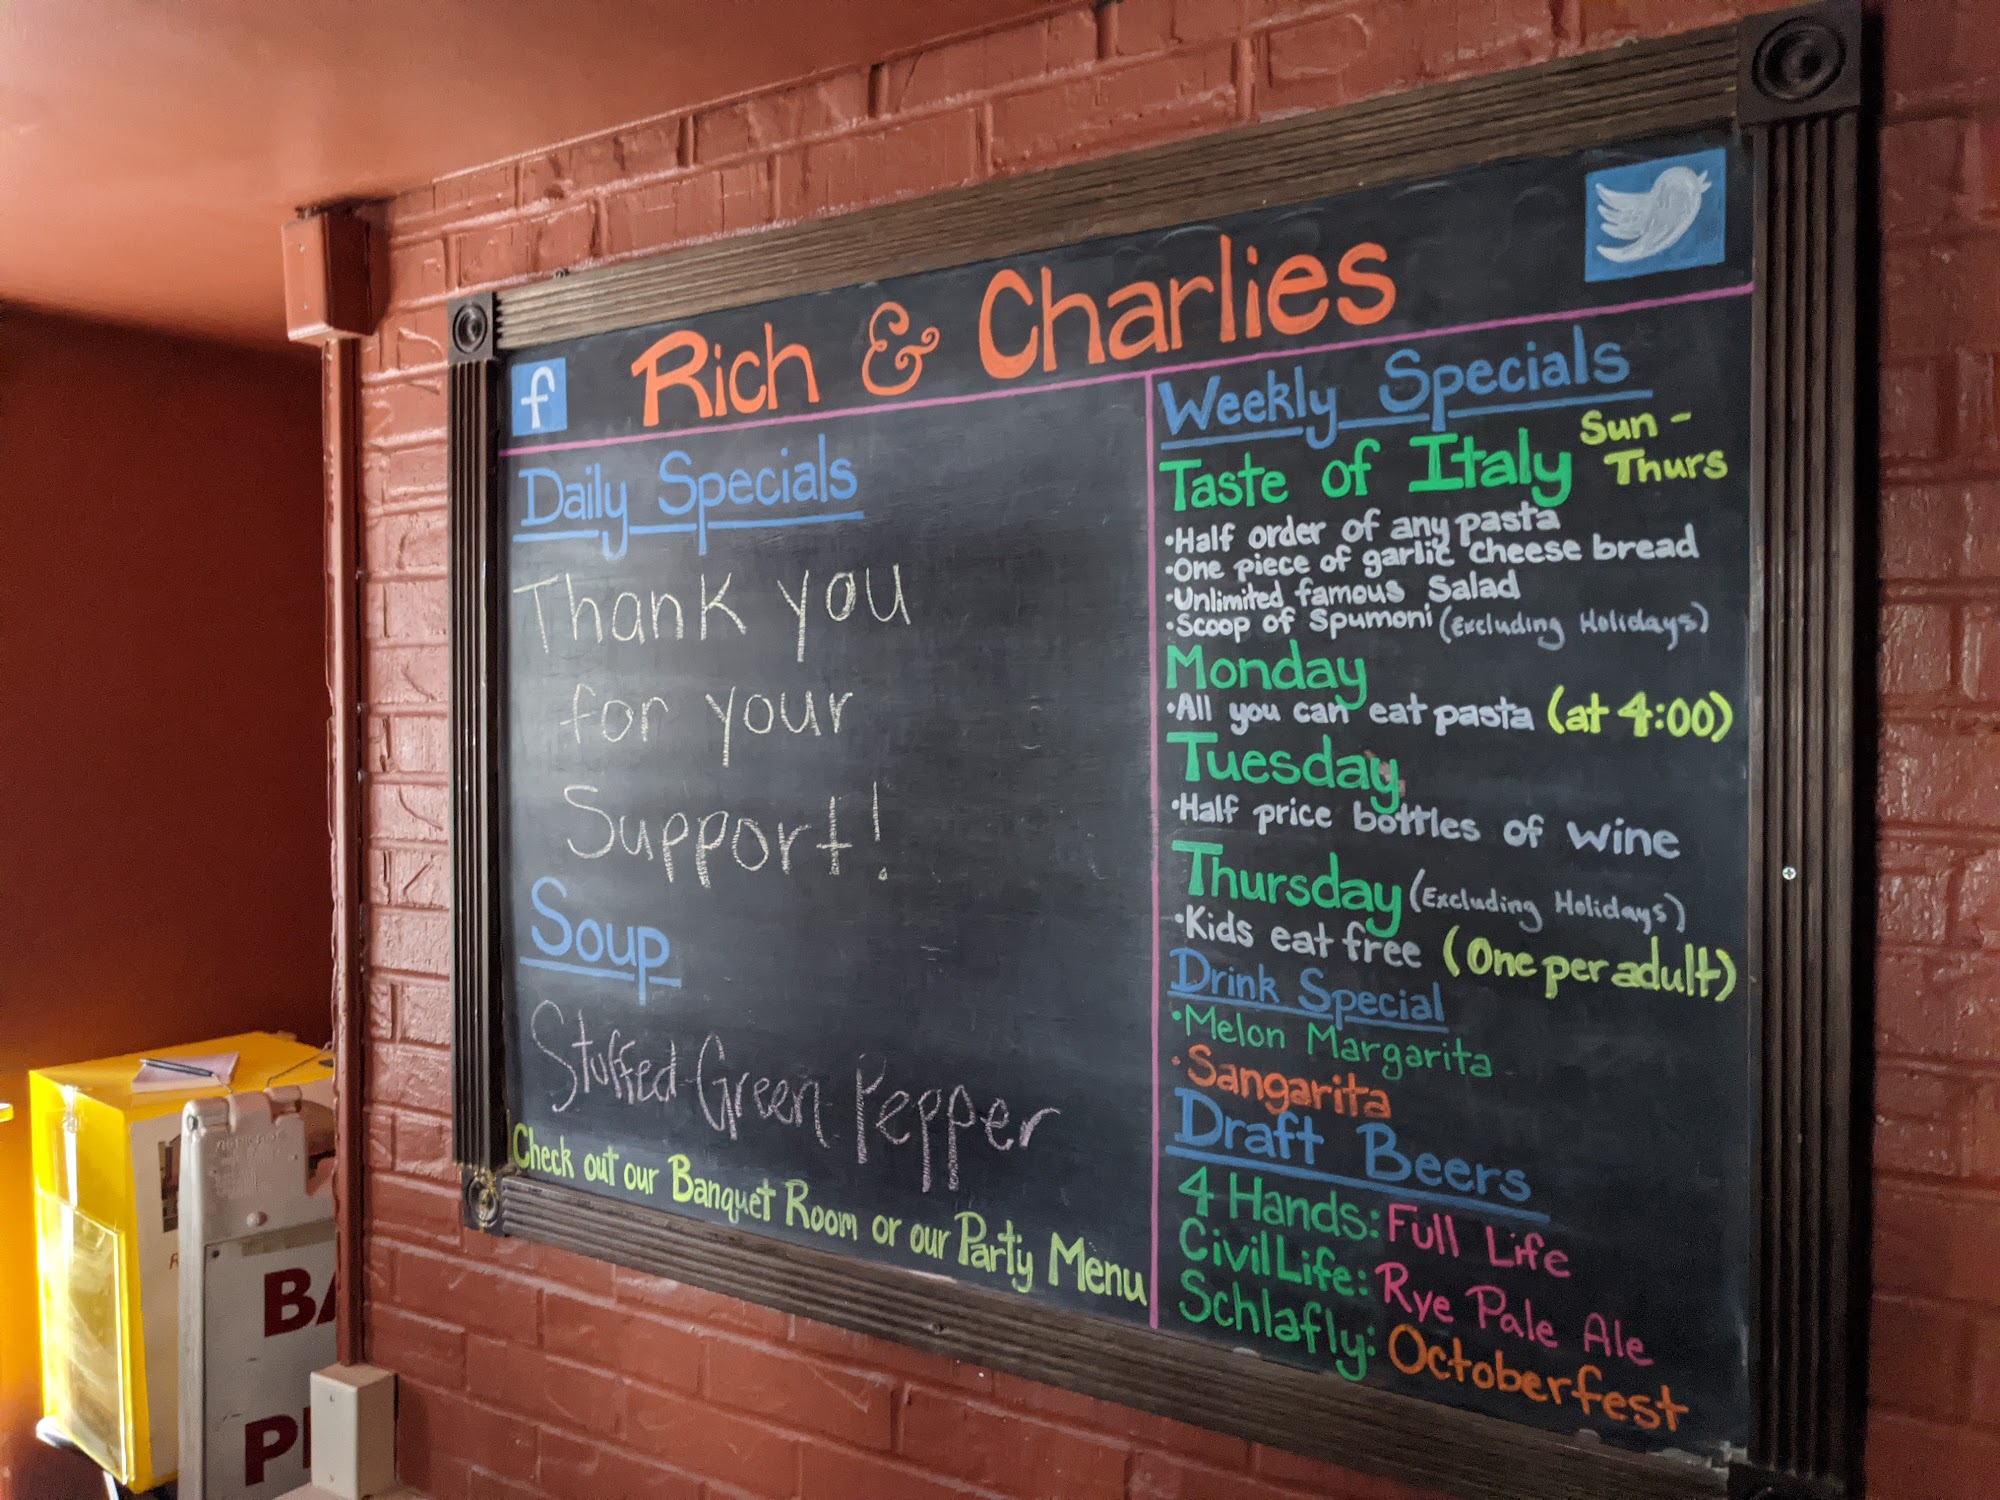 f
Rich & Charlies
Daily Specials
Thank you
for your
Support!
Soup
Stuffed Green Pepper
Check out our Banquet Room or our Party Menu
Weekly Specials
Taste of Italy Sun - Thurs
•Half order of any pasta
•One piece of garlic cheese bread
•Unlimited famous Salad
•Scoop of Spumoni (Excluding Holidays)
Monday
•All you can eat pasta (at 4:00)
Tuesday
•Half price bottles of wine
Thursday (Excluding Holidays)
•Kids eat free (One per adult)
Drink Special
•Melon Margarita
•Sangarita
Draft Beers
4 Hands: Full Life
Civil Life: Rye Pale Ale
Schlafly: Octoberfest